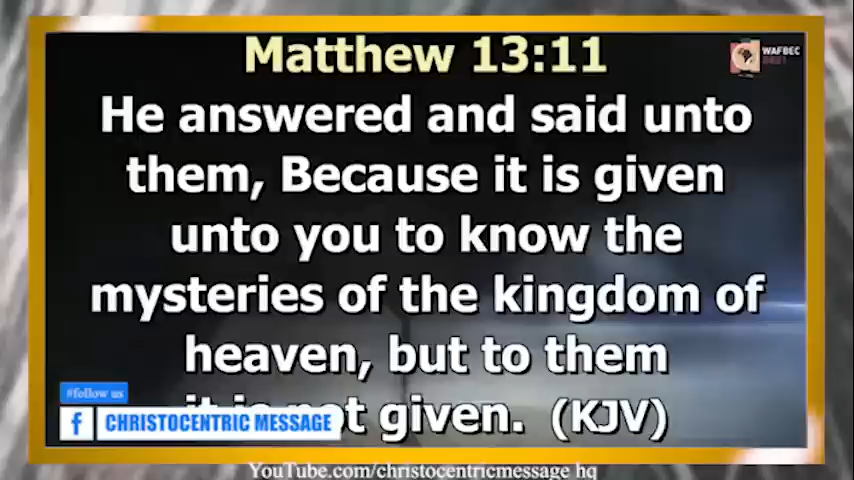 Matthew 13:11
WAFBEC
He answered and said unto
them, Because it is given
unto you to know the
mysteries of the kingdom of
heaven, but to them
#follow us
t given. (KJV)
f CHRISTOCENTRIC MESSAGE
YouTube.com/christocentricmessage hq